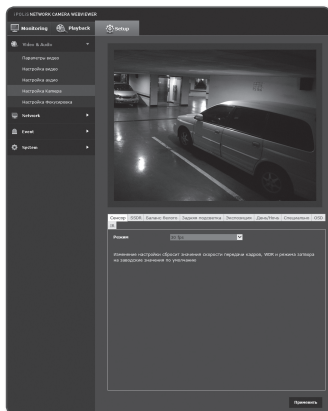 iPOLiS NETWORK CAMERA WEBVIEWER
Monitoring Playback Setup
Video & Audio
Параметры видео
Настройка видео
Настройка аудио
Настройка Камеры
Настройка Фокусировка
Network
Event
System
Сенсор SSDR Баланс белого Задняя подсветка Экспозиция День/Ночь Специально OSD
Режим
Изменение настройки сбросит значения скорости передачи кадров, WDR и режима затвора
на заводские значения по умолчанию
Применить